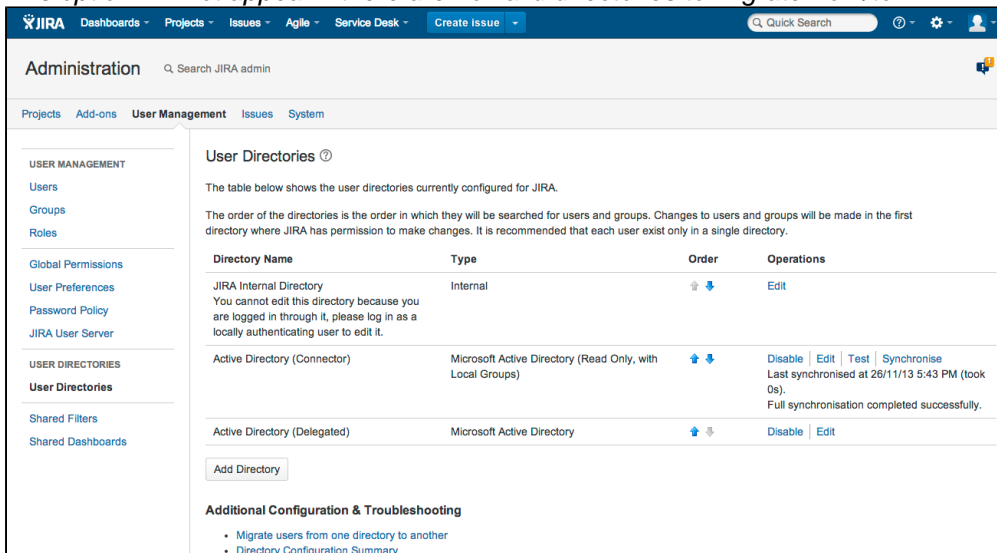 JIRA Dashboards Projects Issues Agile Service Desk Create issue Quick Search
Administration Search JIRA admin
Projects Add-ons User Management Issues System
USER MANAGEMENT
Users
Groups
Roles
Global Permissions
User Preferences
Password Policy
JIRA User Server
USER DIRECTORIES
User Directories
Shared Filters
Shared Dashboards
User Directories
The table below shows the user directories currently configured for JIRA.
The order of the directories is the order in which they will be searched for users and groups. Changes to users and groups will be made in the first
directory where JIRA has permission to make changes. It is recommended that each user exist only in a single directory.
Directory Name Type Order Operations
JIRA Internal Directory Internal Edit
You cannot edit this directory because you
are logged in through it, please log in as a
locally authenticating user to edit it.
Active Directory (Connector) Microsoft Active Directory (Read Only, with Disable Edit Test Synchronise
Local Groups) Last synchronised at 26/11/13 5:43 PM (took
0s).
Full synchronisation completed successfully.
Active Directory (Delegated) Microsoft Active Directory Disable Edit
Add Directory
Additional Configuration & Troubleshooting
• Migrate users from one directory to another
• Directory Configuration Summary